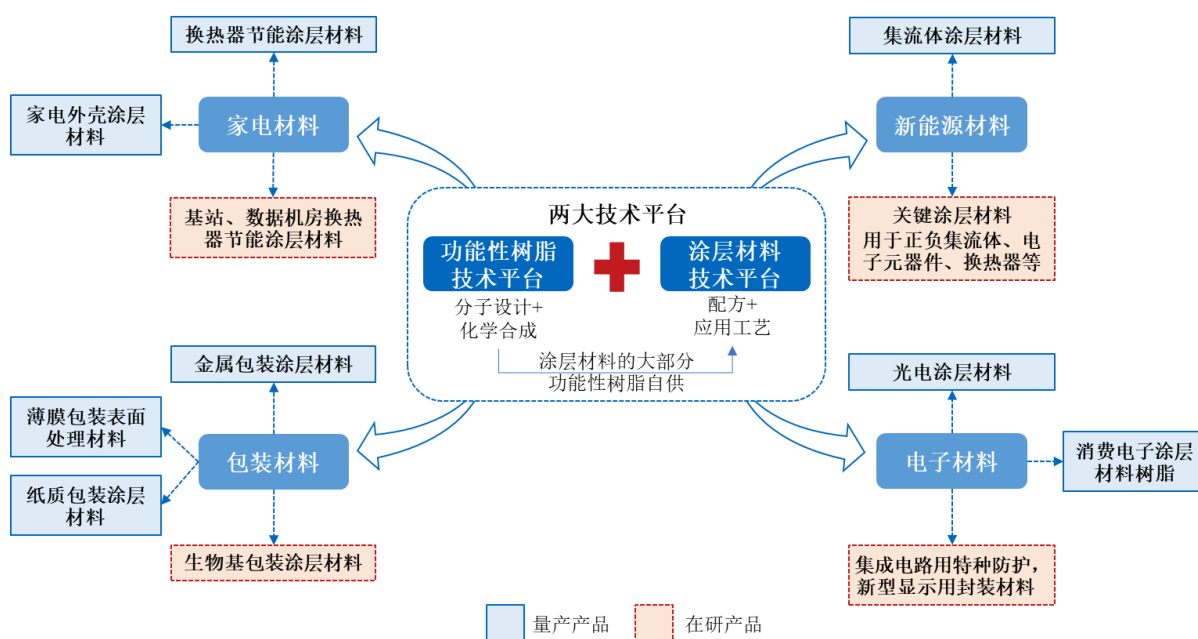 换热器节能涂层材料
集流体涂层材料
家电外壳涂层
材料
家电材料
新能源材料
基站、数据机房换热
器节能涂层材料
关键涂层材料
用于正负集流体、电
子元器件、换热器等
两大技术平台
功能性树脂
技术平台
涂层材料
技术平台
分子设计+
化学合成
配方+
应用工艺
涂层材料的大部分
功能性树脂自供
金属包装涂层材料
光电涂层材料
薄膜包装表面
处理材料
包装材料
电子材料
消费电子涂层
材料树脂
纸质包装涂层
材料
生物基包装涂层材料
集成电路用特种防护，
新型显示用封装材料
量产产品
在研产品